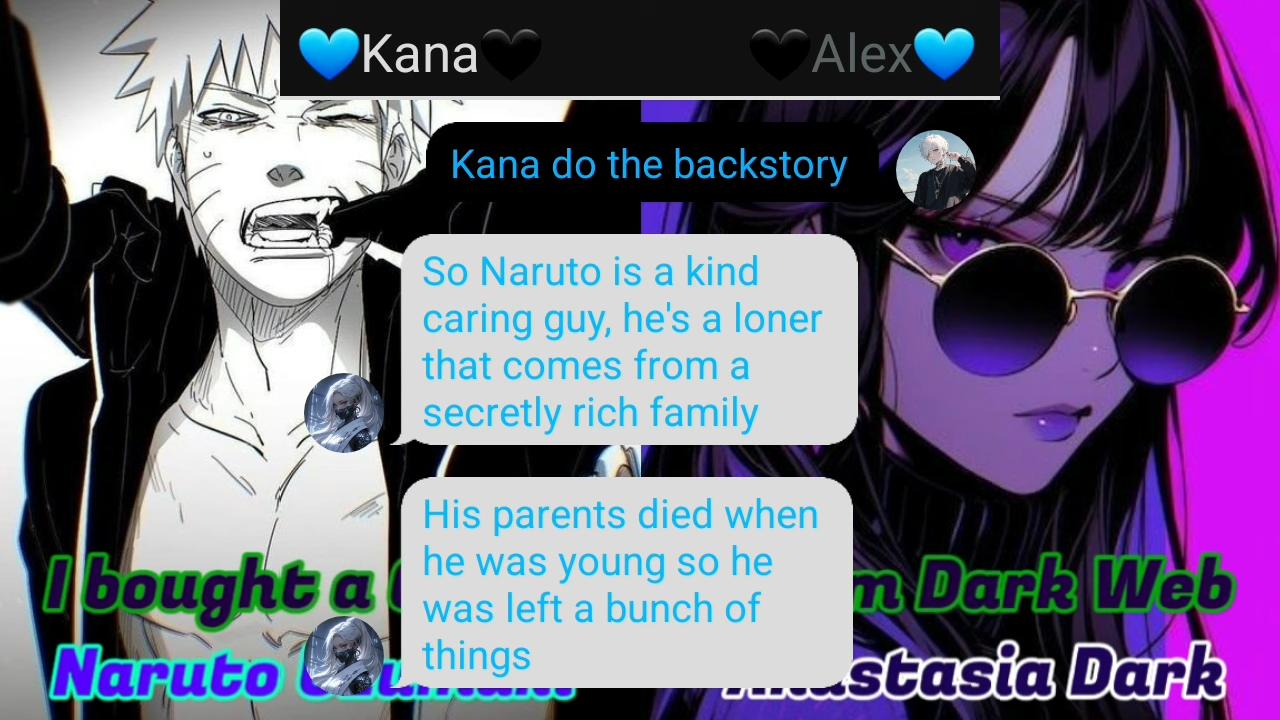 💙Kana🖤
🖤Alex💙
Kana do the backstory
So Naruto is a kind
caring guy, he's a loner
that comes from a
secretly rich family
His parents died when
he was young so he
was left a bunch of
things
I bought a
Dark Web
Naruto
Dark